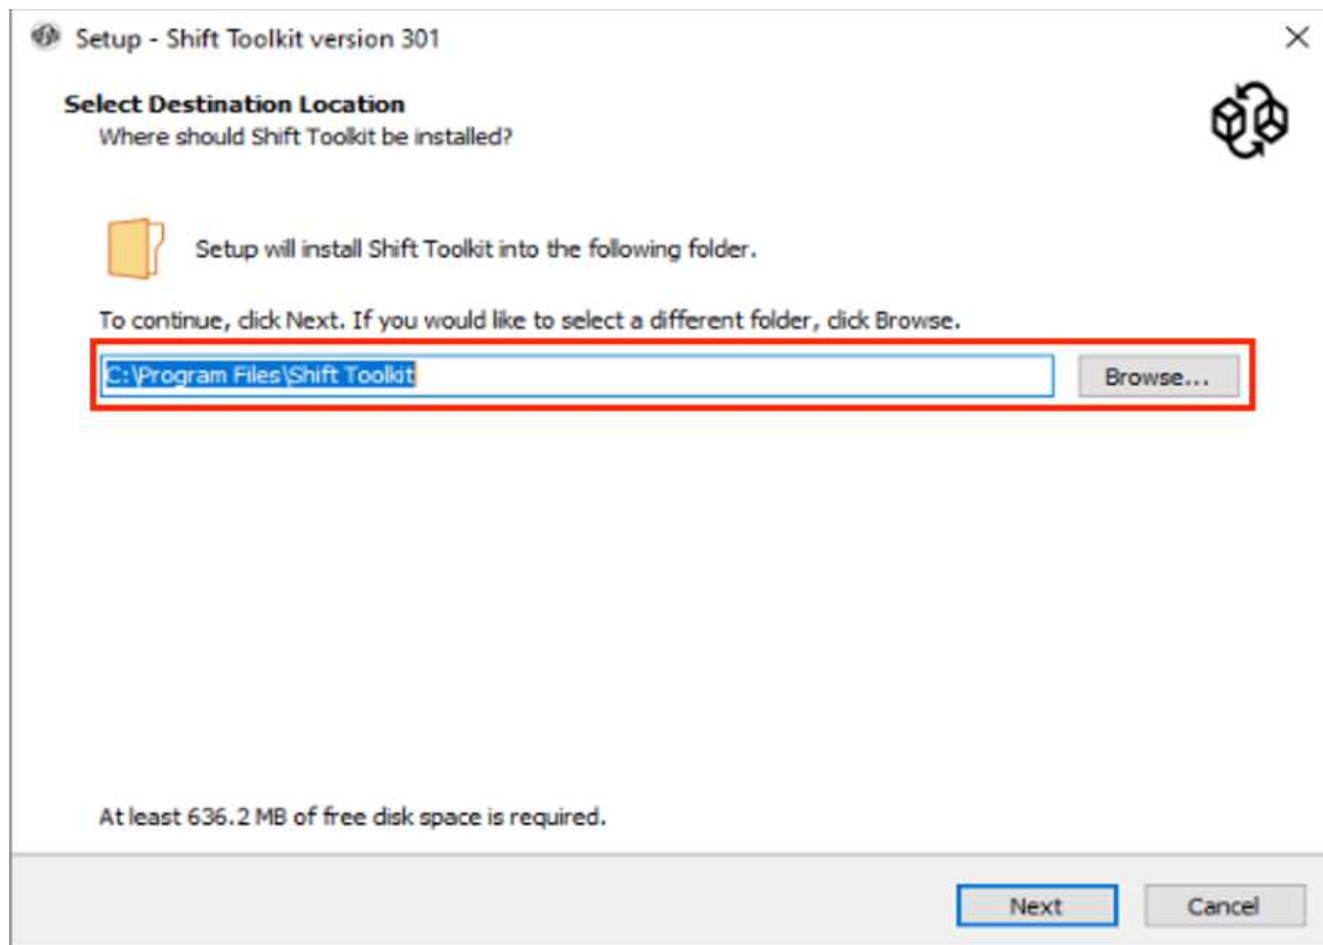 Setup - Shift Toolkit version 301
Select Destination Location
Where should Shift Toolkit be installed?
Setup will install Shift Toolkit into the following folder.
To continue, click Next. If you would like to select a different folder, click Browse.
C:\Program Files\Shift Toolkit
Browse...
At least 636.2 MB of free disk space is required.
Next
Cancel